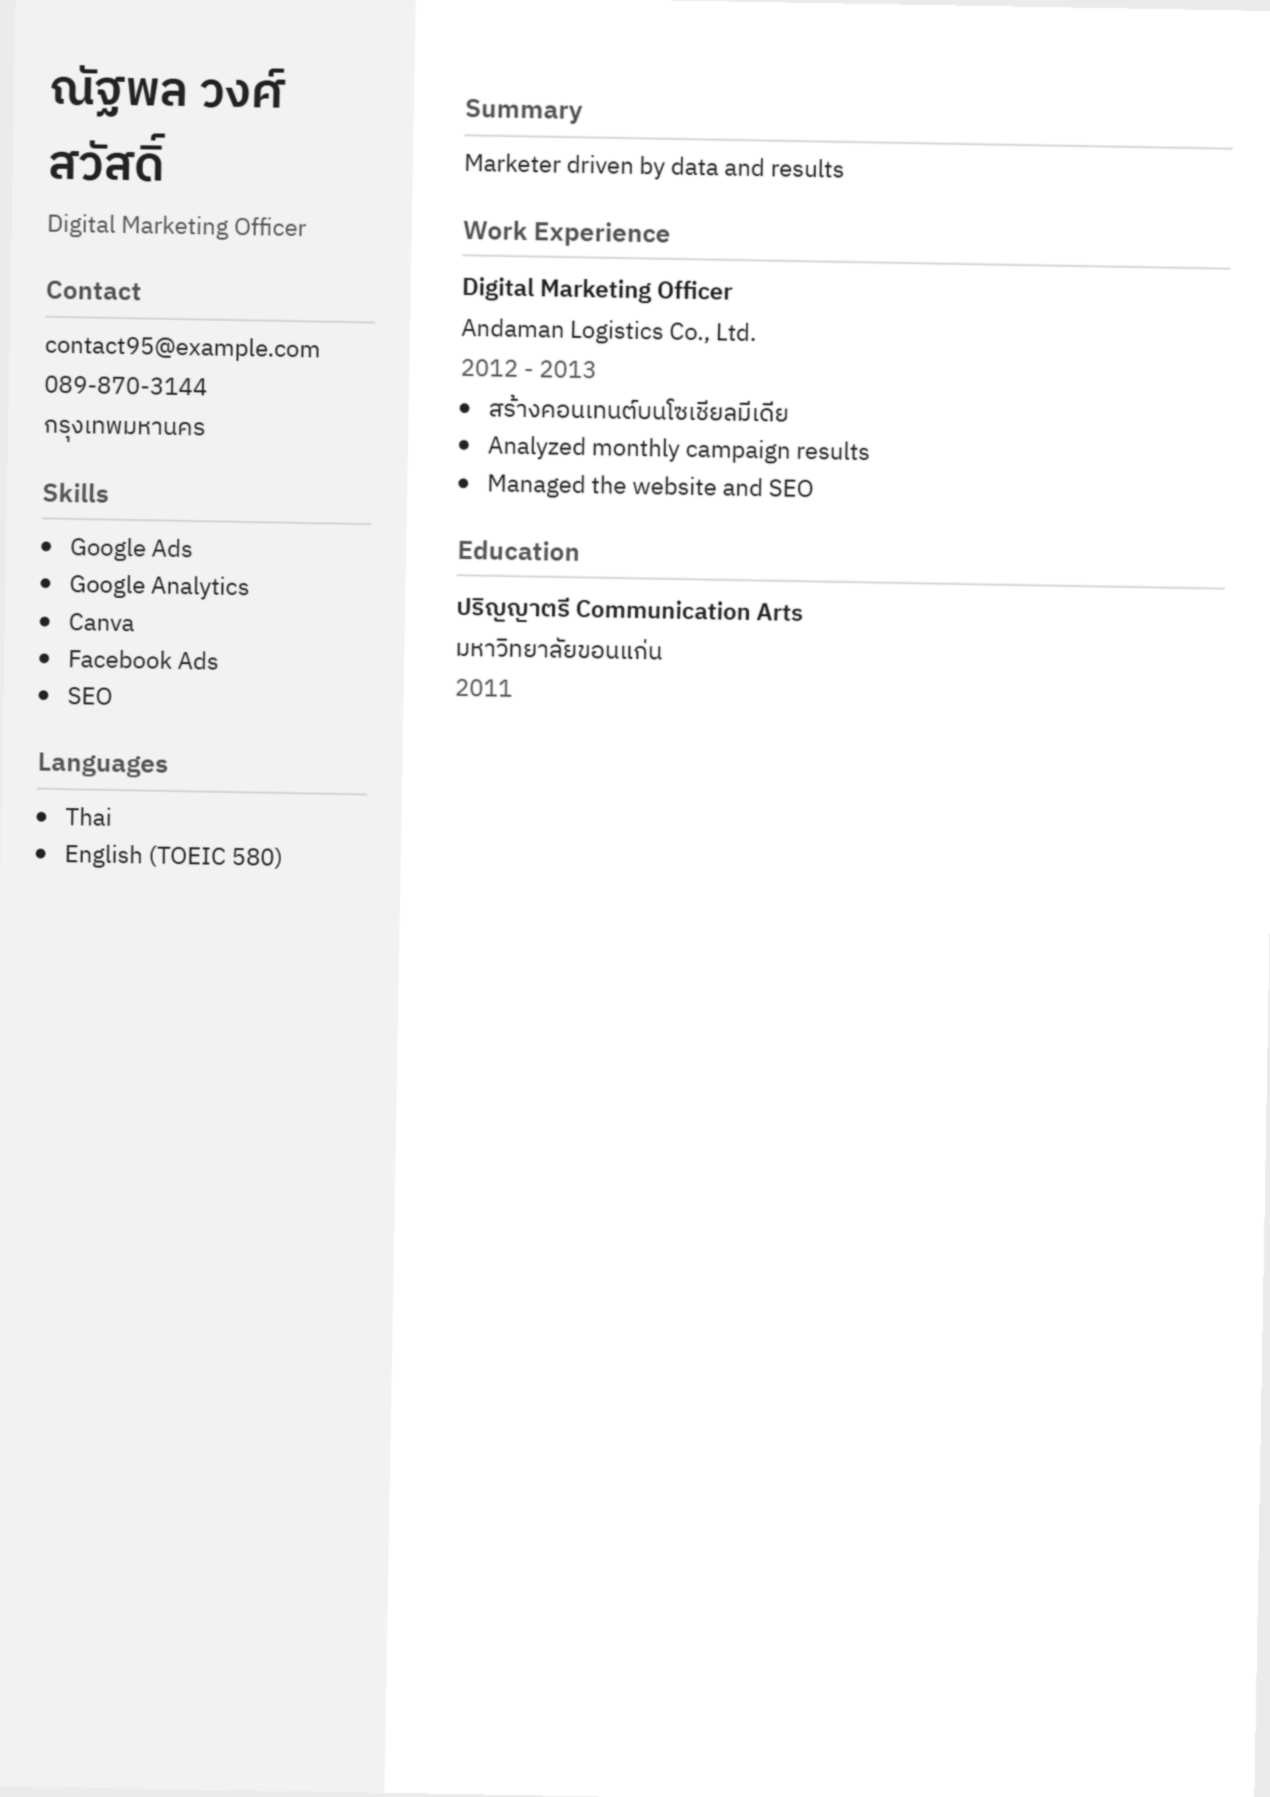 ณัฐพล วงศ์
สวัสดิ์
Digital Marketing Officer
Contact
contact95@example.com
089-870-3144
กรุงเทพมหานคร
Skills
Google Ads
Google Analytics
Canva
Facebook Ads
SEO
Languages
Thai
English (TOEIC 580)
Summary
Marketer driven by data and results
Work Experience
Digital Marketing Officer
Andaman Logistics Co., Ltd.
2012 - 2013
สร้างคอนเทนต์บนโซเชียลมีเดีย
Analyzed monthly campaign results
Managed the website and SEO
Education
ปริญญาตรี Communication Arts
มหาวิทยาลัยขอนแก่น
2011